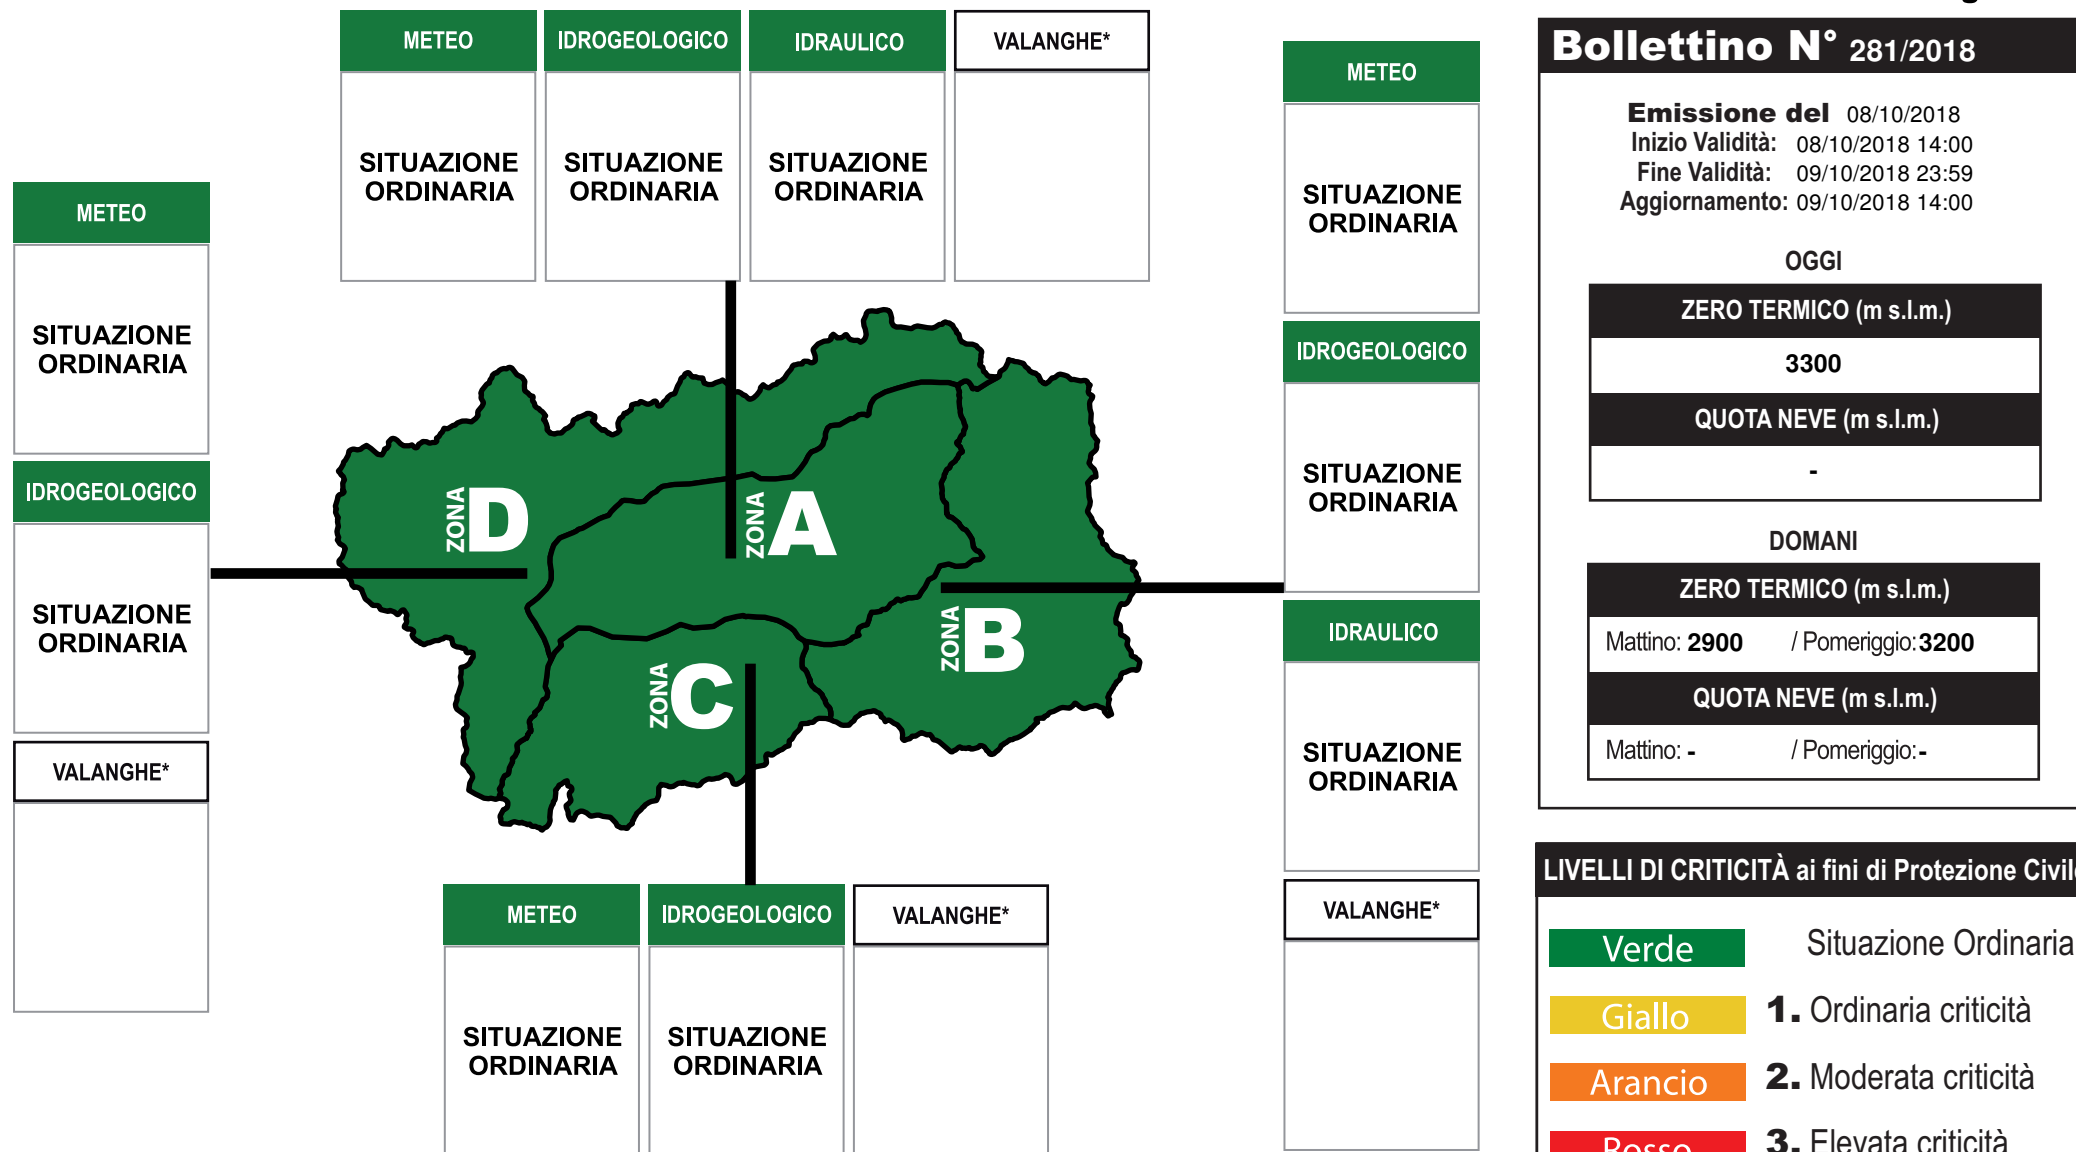 METEO
IDROGEOLOGICO
IDRAULICO
VALANGHE*
SITUAZIONE
ORDINARIA
SITUAZIONE
ORDINARIA
SITUAZIONE
ORDINARIA
METEO
SITUAZIONE
ORDINARIA
IDROGEOLOGICO
SITUAZIONE
ORDINARIA
VALANGHE*
METEO
SITUAZIONE
ORDINARIA
IDROGEOLOGICO
SITUAZIONE
ORDINARIA
IDRAULICO
SITUAZIONE
ORDINARIA
VALANGHE*
ZONA D
ZONA A
ZONA B
ZONA C
METEO
IDROGEOLOGICO
VALANGHE*
SITUAZIONE
ORDINARIA
SITUAZIONE
ORDINARIA
Bollettino N° 281/2018
Emissione del 08/10/2018
Inizio Validità: 08/10/2018 14:00
Fine Validità: 09/10/2018 23:59
Aggiornamento: 09/10/2018 14:00
OGGI
ZERO TERMICO (m s.l.m.)
3300
QUOTA NEVE (m s.l.m.)
-
DOMANI
ZERO TERMICO (m s.l.m.)
Mattino: 2900 / Pomeriggio: 3200
QUOTA NEVE (m s.l.m.)
Mattino: - / Pomeriggio: -
LIVELLI DI CRITICITÀ ai fini di Protezione Civile
Verde Situazione Ordinaria
Giallo 1. Ordinaria criticità
Arancio 2. Moderata criticità
Rosso 3. Elevata criticità